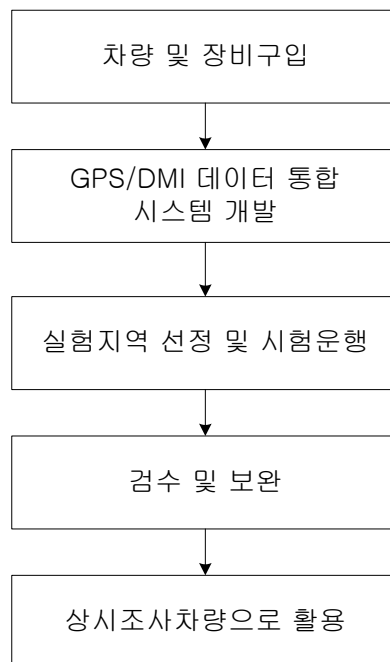 차량 및 장비구입
GPS/DMI 데이터 통합
시스템 개발
실험지역 선정 및 시험운행
검수 및 보완
상시조사차량으로 활용